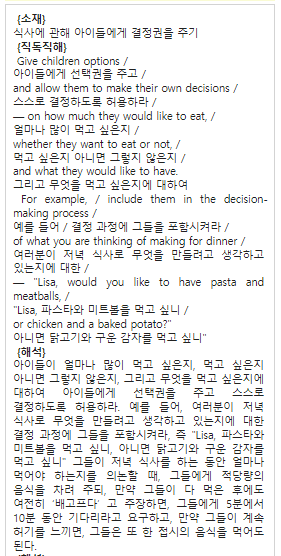 {소재}
식사에 관해 아이들에게 결정권을 주기
{직독직해}
Give children options /
아이들에게 선택권을 주고 /
and allow them to make their own decisions /
스스로 결정하도록 허용하라 /
— on how much they would like to eat, /
얼마나 많이 먹고 싶은지 /
whether they want to eat or not, /
먹고 싶은지 아니면 그렇지 않은지 /
and what they would like to have.
그리고 무엇을 먹고 싶은지에 대하여
For example, / include them in the decision-
making process /
예를 들어 / 결정 과정에 그들을 포함시켜라 /
of what you are thinking of making for dinner /
여러분이 저녁 식사로 무엇을 만들려고 생각하고
있는지에 대한 /
— "Lisa, would you like to have pasta and
meatballs, /
"Lisa, 파스타와 미트볼을 먹고 싶니 /
or chicken and a baked potato?"
아니면 닭고기와 구운 감자를 먹고 싶니"
{해석}
아이들이 얼마나 많이 먹고 싶은지, 먹고 싶은지
아니면 그렇지 않은지, 그리고 무엇을 먹고 싶은지에
대하여 아이들에게 선택권을 주고 스스로
결정하도록 허용하라. 예를 들어, 여러분이 저녁
식사로 무엇을 만들려고 생각하고 있는지에 대한
결정 과정에 그들을 포함시켜라, 즉 "Lisa, 파스타와
미트볼을 먹고 싶니, 아니면 닭고기와 구운 감자를
먹고 싶니" 그들이 저녁 식사를 하는 동안 얼마나
먹어야 하는지를 의논할 때, 그들에게 적당량의
음식을 차려 주되, 만약 그들이 다 먹은 후에도
여전히 '배고프다' 고 주장하면, 그들에게 5분에서
10분 동안 기다리라고 요구하고, 만약 그들이 계속
허기를 느끼면, 그들은 또 한 접시의 음식을 먹어도
된다.